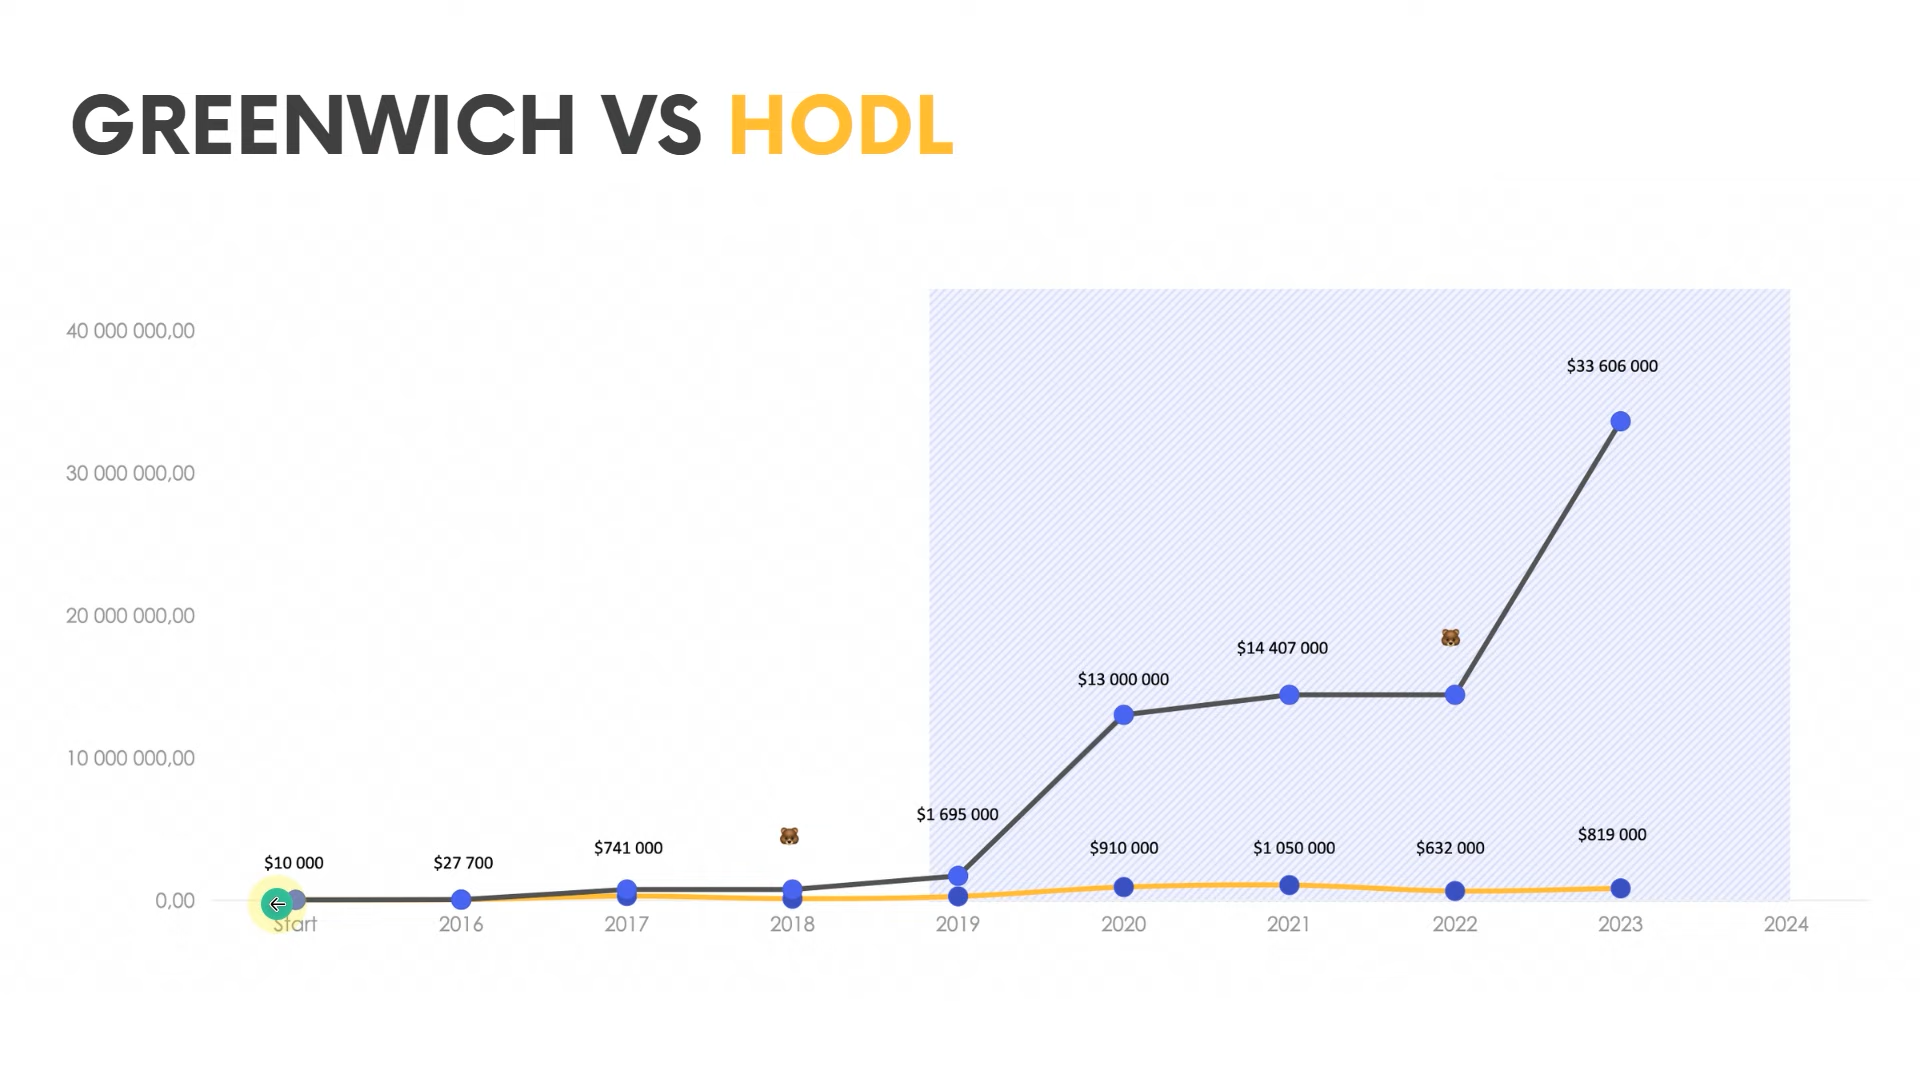 GREENWICH VS HODL
40 000 000,00
$33 606 000
30 000 000,00
20 000 000,00
$14 407 000
$13 000 000
10 000 000,00
$1 695 000
$819 000
$741 000
$910 000
$1 050 000
$632 000
$10 000
$27 700
0,00
Start 2016 2017 2018 2019 2020 2021 2022 2023 2024